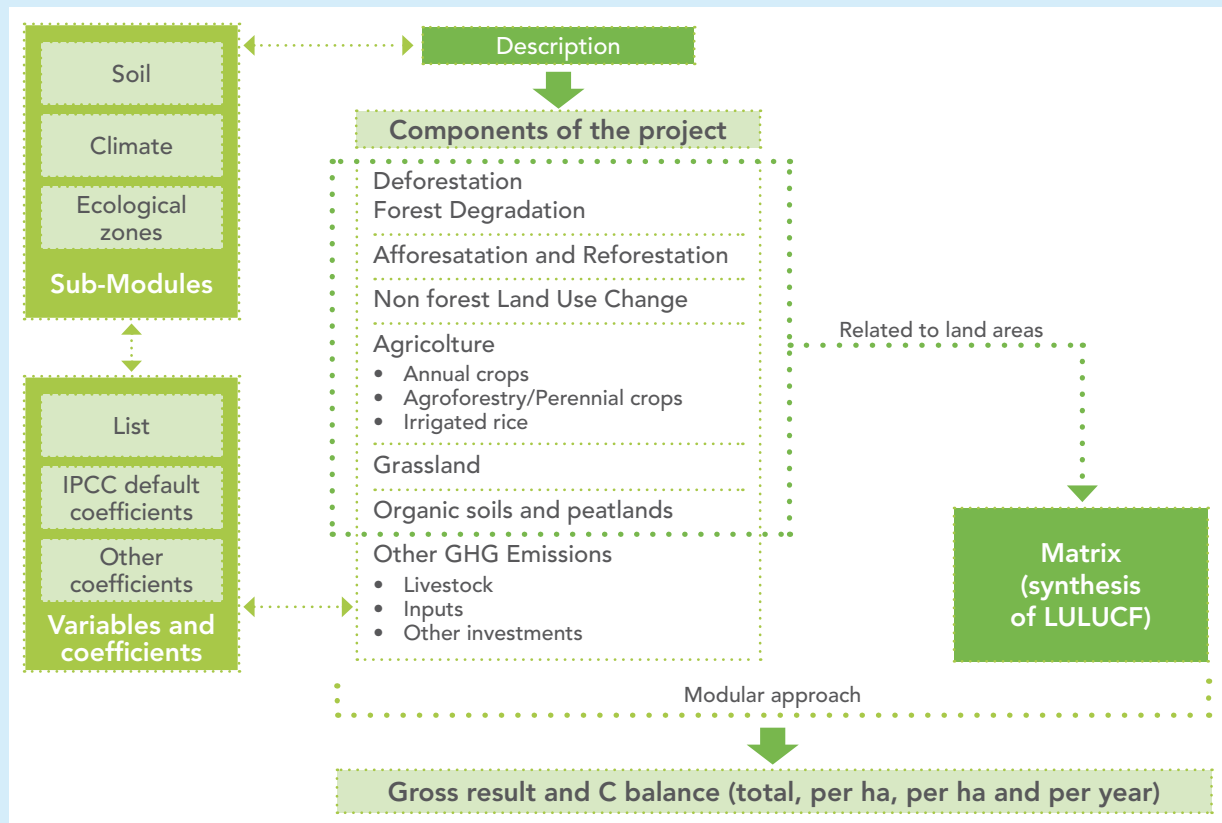 Soil
Climate
Ecological
zones
Sub-Modules
List
IPCC default
coefficients
Other
coefficients
Variables and
coefficients
Description
Components of the project
Deforestation
Forest Degradation
Afforesatation and Reforestation
Non forest Land Use Change
Agricolture
• Annual crops
• Agroforestry/Perennial crops
• Irrigated rice
Grassland
Organic soils and peatlands
Other GHG Emissions
• Livestock
• Inputs
• Other investments
Related to land areas
Matrix
(synthesis
of LULUCF)
Modular approach
Gross result and C balance (total, per ha, per ha and per year)